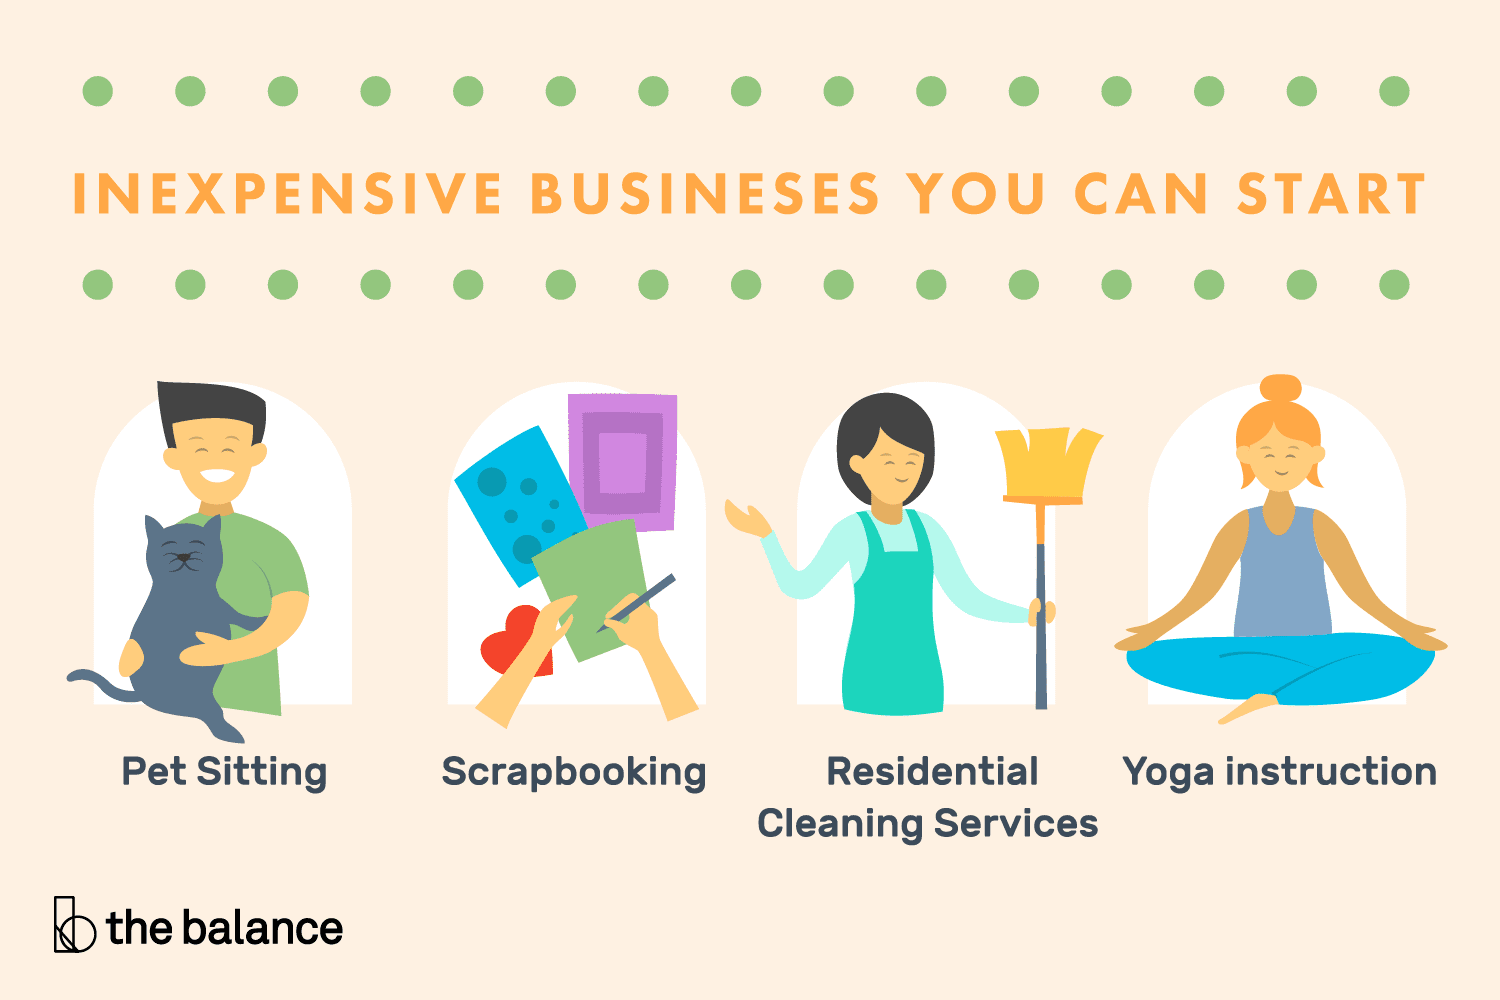 INEXPENSIVE BUSINESES YOU CAN START
Pet Sitting
Scrapbooking
Residential
Cleaning Services
Yoga instruction
the balance